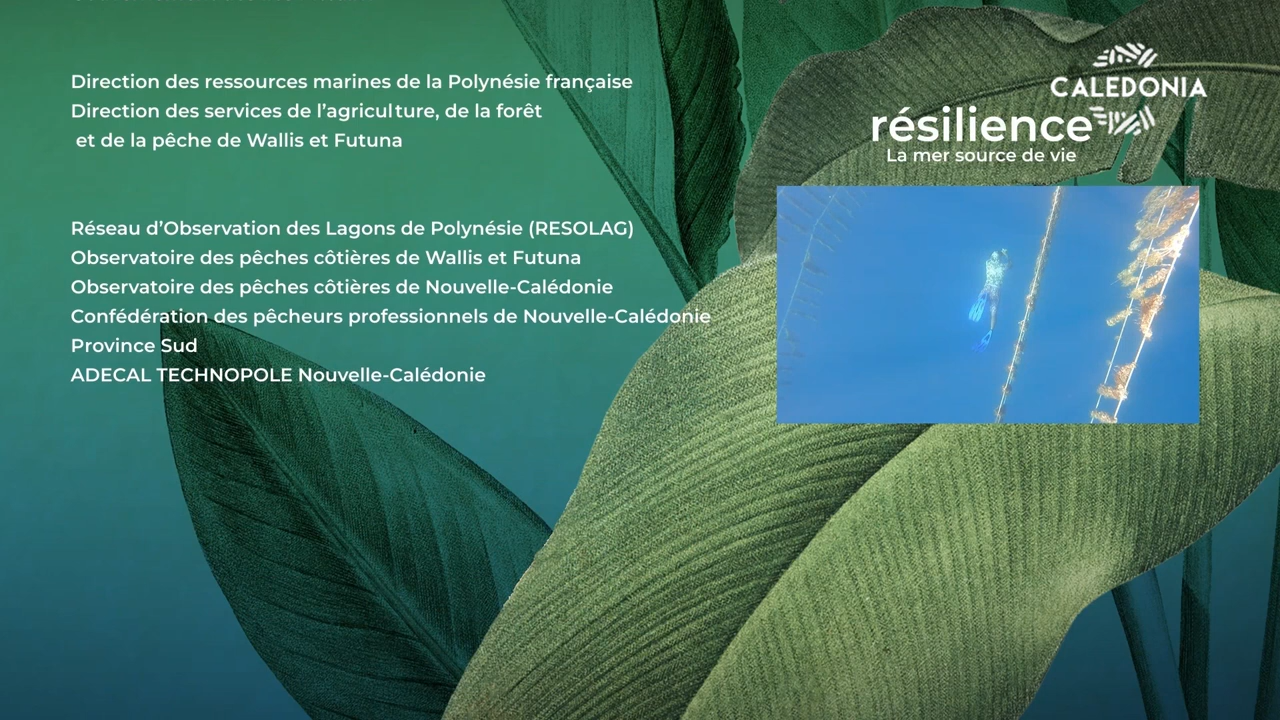 Direction des ressources marines de la Polynésie française
Direction des services de l'agriculture, de la forêt
et de la pêche de Wallis et Futuna
Réseau d'Observation des Lagons de Polynésie (RESOLAG)
Observatoire des pêches côtières de Wallis et Futuna
Observatoire des pêches côtières de Nouvelle-Calédonie
Confédération des pêcheurs professionnels de Nouvelle-Calédonie
Province Sud
ADECAL TECHNOPOLE Nouvelle-Calédonie
CALEDONIA
résilience
La mer source de vie